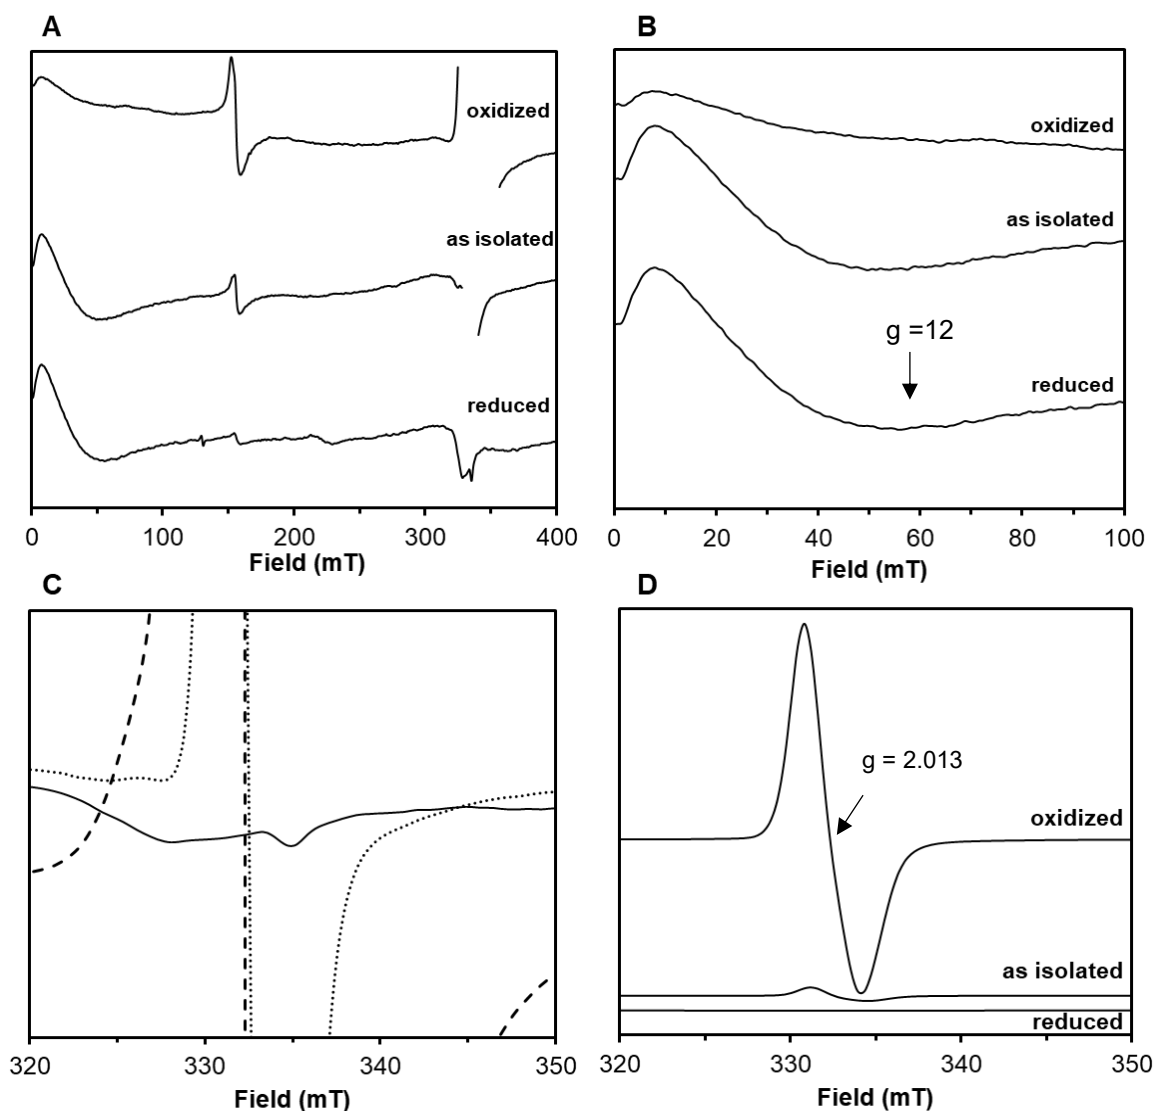 A
oxidized
as isolated
reduced
0 100 200 300 400
Field (mT)
B
oxidized
as isolated
g =12
reduced
0 20 40 60 80 100
Field (mT)
C
320 330 340 350
Field (mT)
D
g = 2.013
oxidized
as isolated
reduced
320 330 340 350
Field (mT)